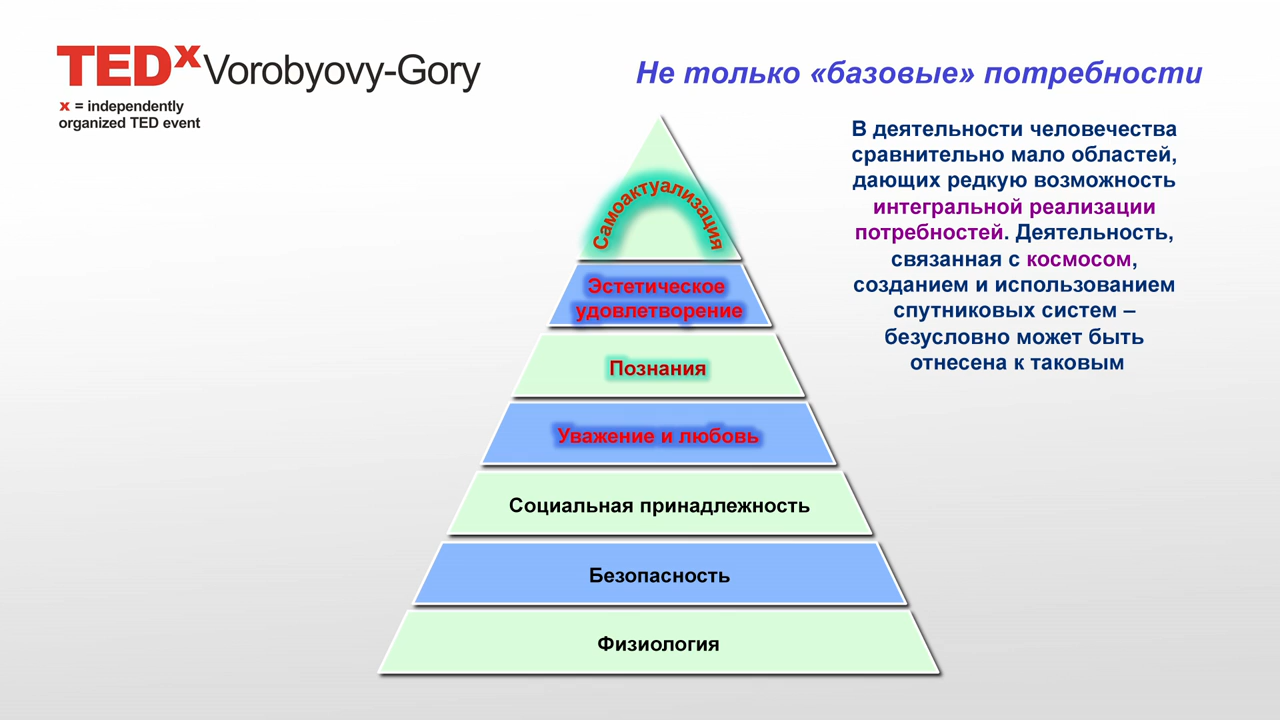 TEDxVorobyovy-Gory
x = independently
organized TED event
Не только «базовые» потребности
В деятельности человечества
сравнительно мало областей,
дающих редкую возможность
интегральной реализации
потребностей. Деятельность,
связанная с космосом,
созданием и использованием
спутниковых систем –
безусловно может быть
отнесена к таковым
Самоактуализация
Эстетическое
удовлетворение
Познания
Уважение и любовь
Социальная принадлежность
Безопасность
Физиология